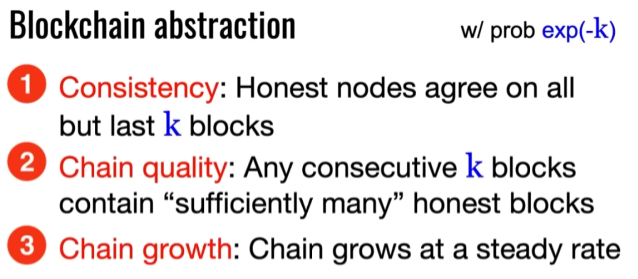 Blockchain abstraction w/ prob exp(-k)
1 Consistency: Honest nodes agree on all
but last k blocks
2 Chain quality: Any consecutive k blocks
contain “sufficiently many” honest blocks
3 Chain growth: Chain grows at a steady rate